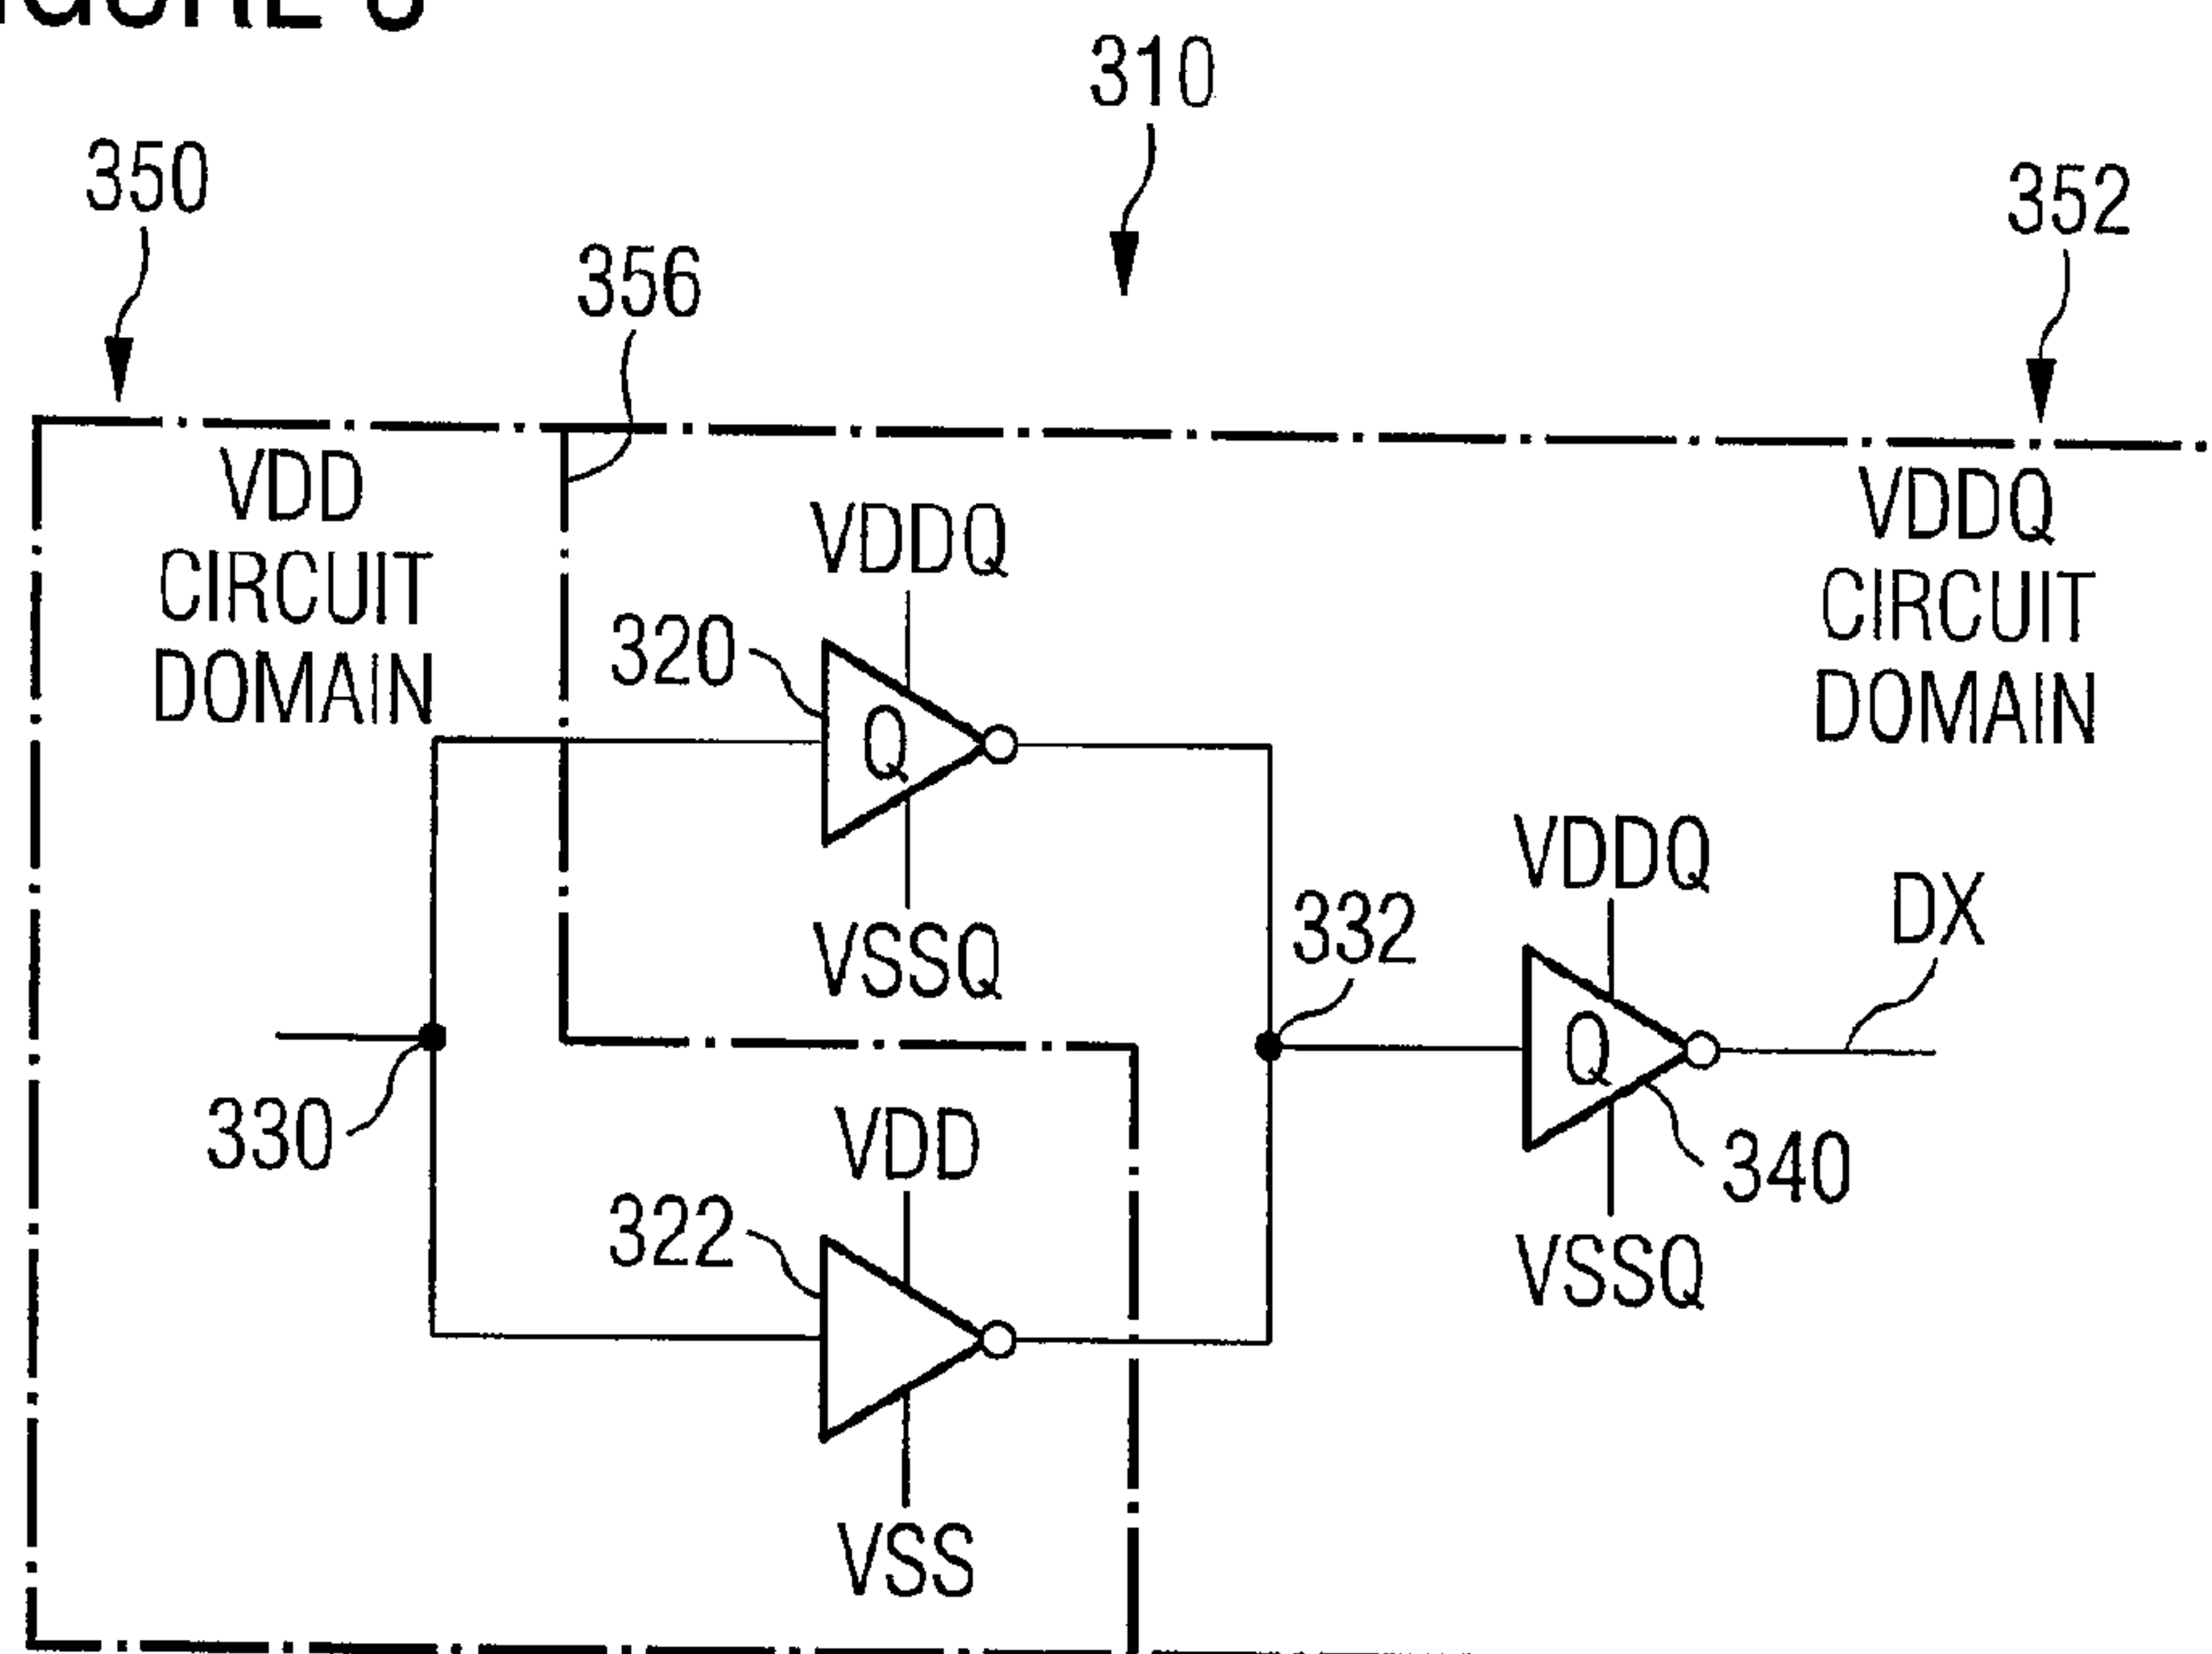 310
350
352
356
VDD
CIRCUIT
DOMAIN
VDDQ
CIRCUIT
DOMAIN
VDDQ
320
Q
VSSQ
VDDQ
DX
332
Q
330
340
VSSQ
VDD
322
VSS